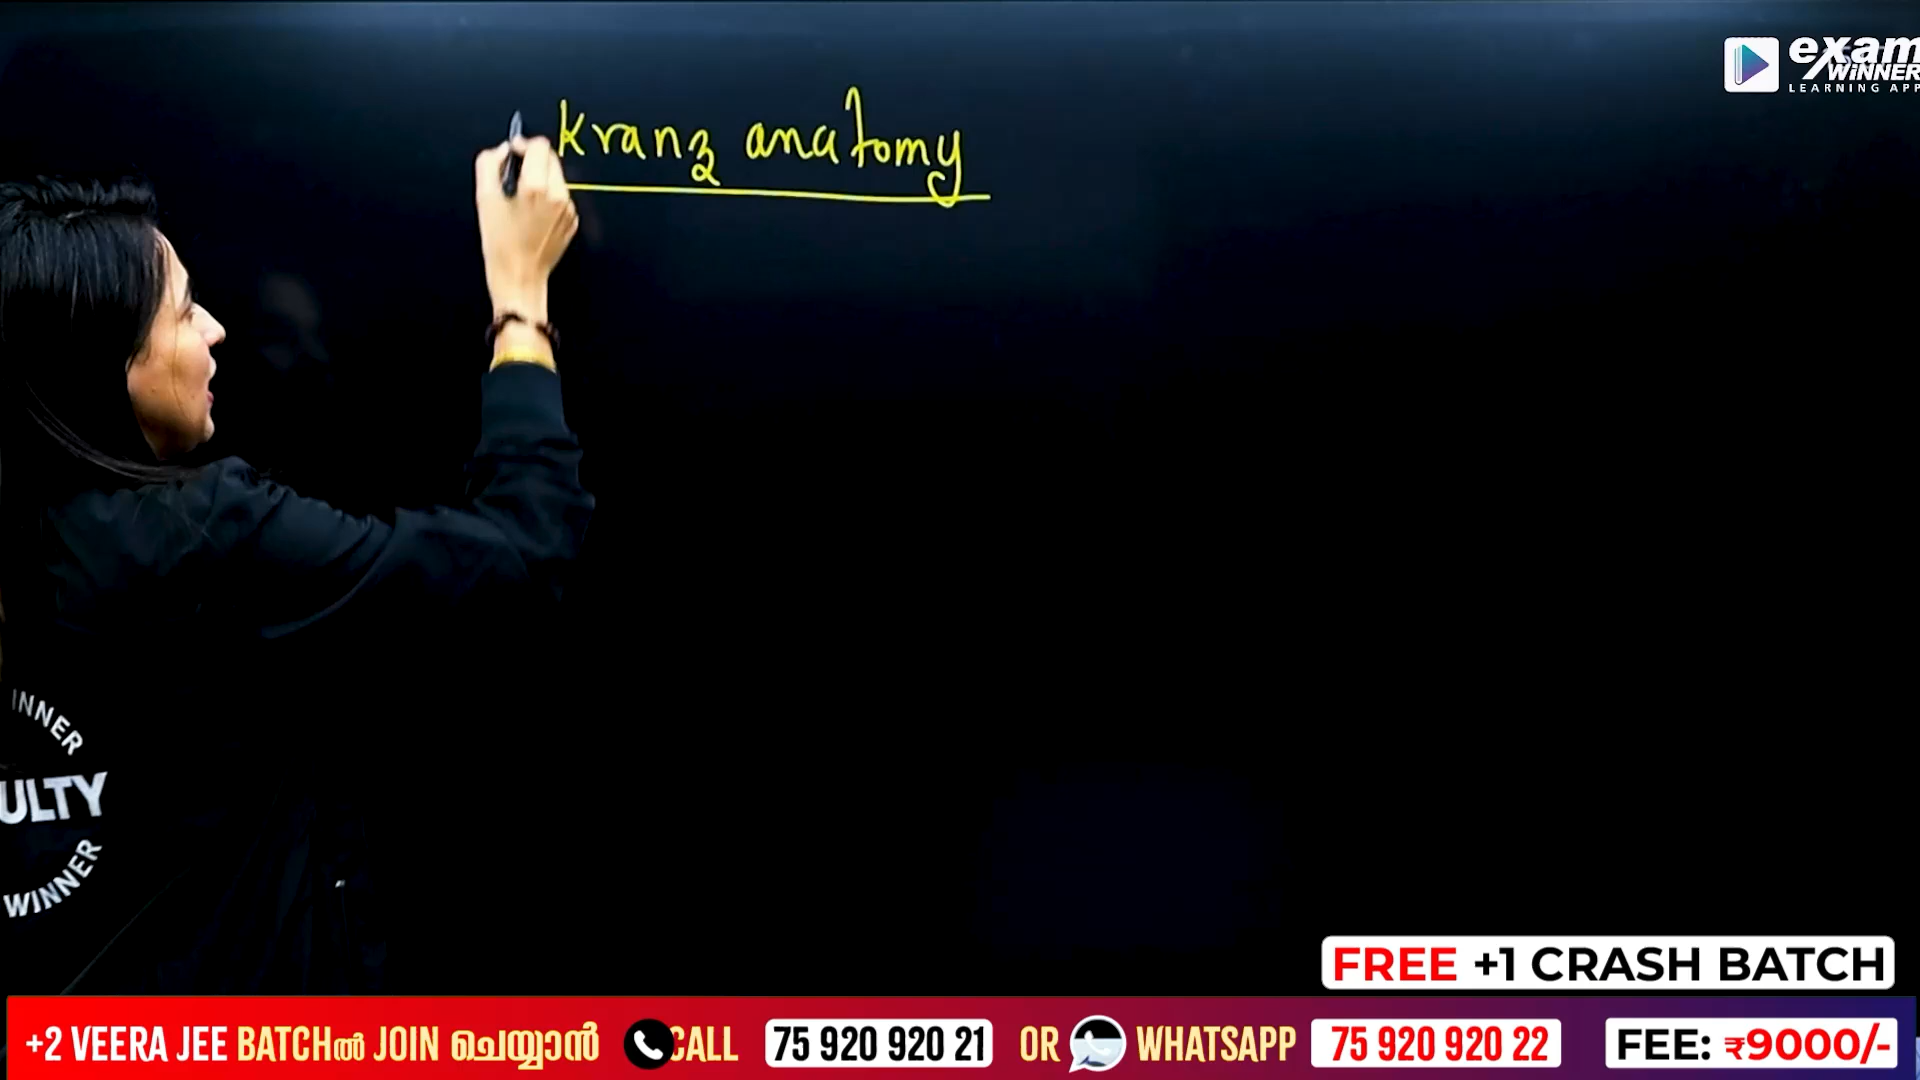 exam
WiNNER
LEARNING APP
Kranz anatomy
INNER
ULTY
WINNER
FREE +1 CRASH BATCH
+2 VEERA JEE BATCHൽ JOIN ചെയ്യാൻ CALL 75 920 920 21 OR WHATSAPP 75 920 920 22 FEE: ₹9000/-